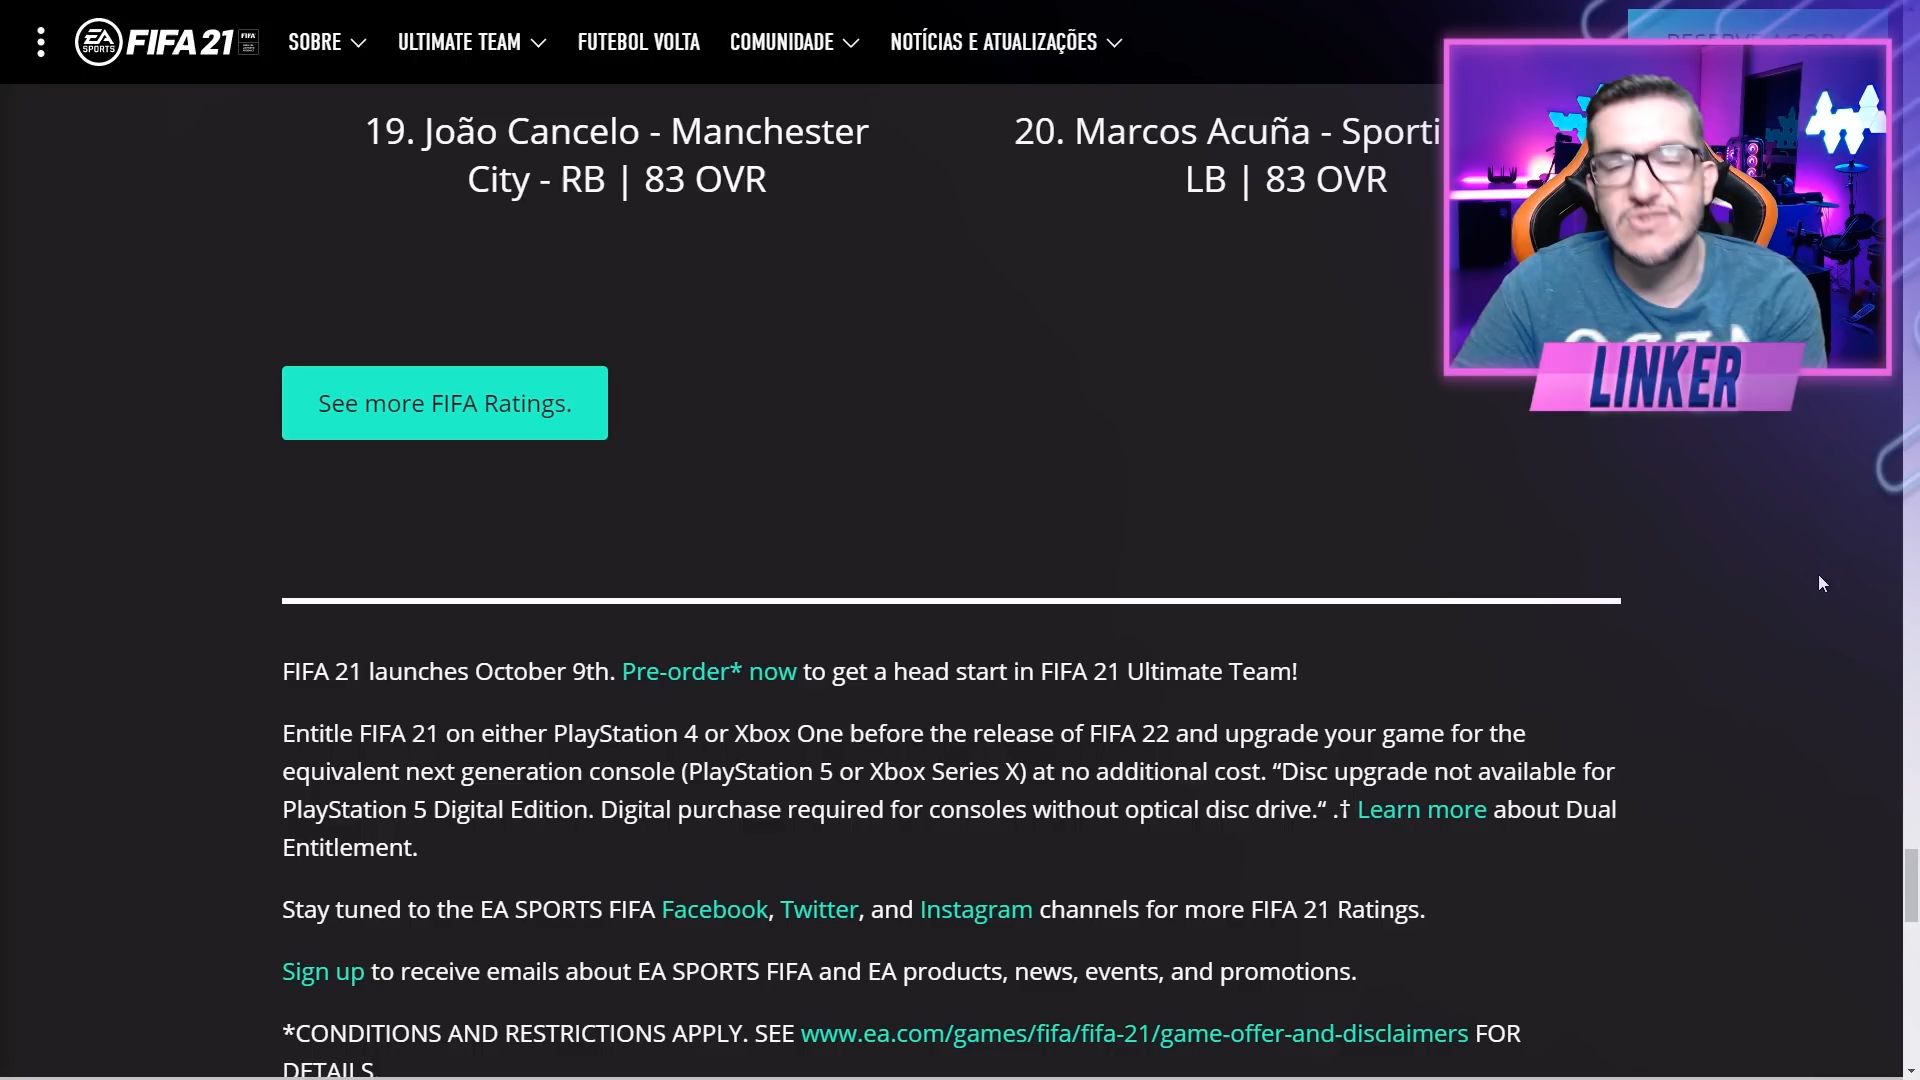 EA SPORTS FIFA 21 FIFA SOBRE ULTIMATE TEAM FUTEBOL VOLTA COMUNIDADE NOTÍCIAS E ATUALIZAÇÕES
19. João Cancelo - Manchester
City - RB | 83 OVR
20. Marcos Acuña - Sporti
LB | 83 OVR
LINKER
See more FIFA Ratings.
FIFA 21 launches October 9th. Pre-order* now to get a head start in FIFA 21 Ultimate Team!
Entitle FIFA 21 on either PlayStation 4 or Xbox One before the release of FIFA 22 and upgrade your game for the
equivalent next generation console (PlayStation 5 or Xbox Series X) at no additional cost. “Disc upgrade not available for
PlayStation 5 Digital Edition. Digital purchase required for consoles without optical disc drive.“ .† Learn more about Dual
Entitlement.
Stay tuned to the EA SPORTS FIFA Facebook, Twitter, and Instagram channels for more FIFA 21 Ratings.
Sign up to receive emails about EA SPORTS FIFA and EA products, news, events, and promotions.
*CONDITIONS AND RESTRICTIONS APPLY. SEE www.ea.com/games/fifa/fifa-21/game-offer-and-disclaimers FOR
DETAILS.